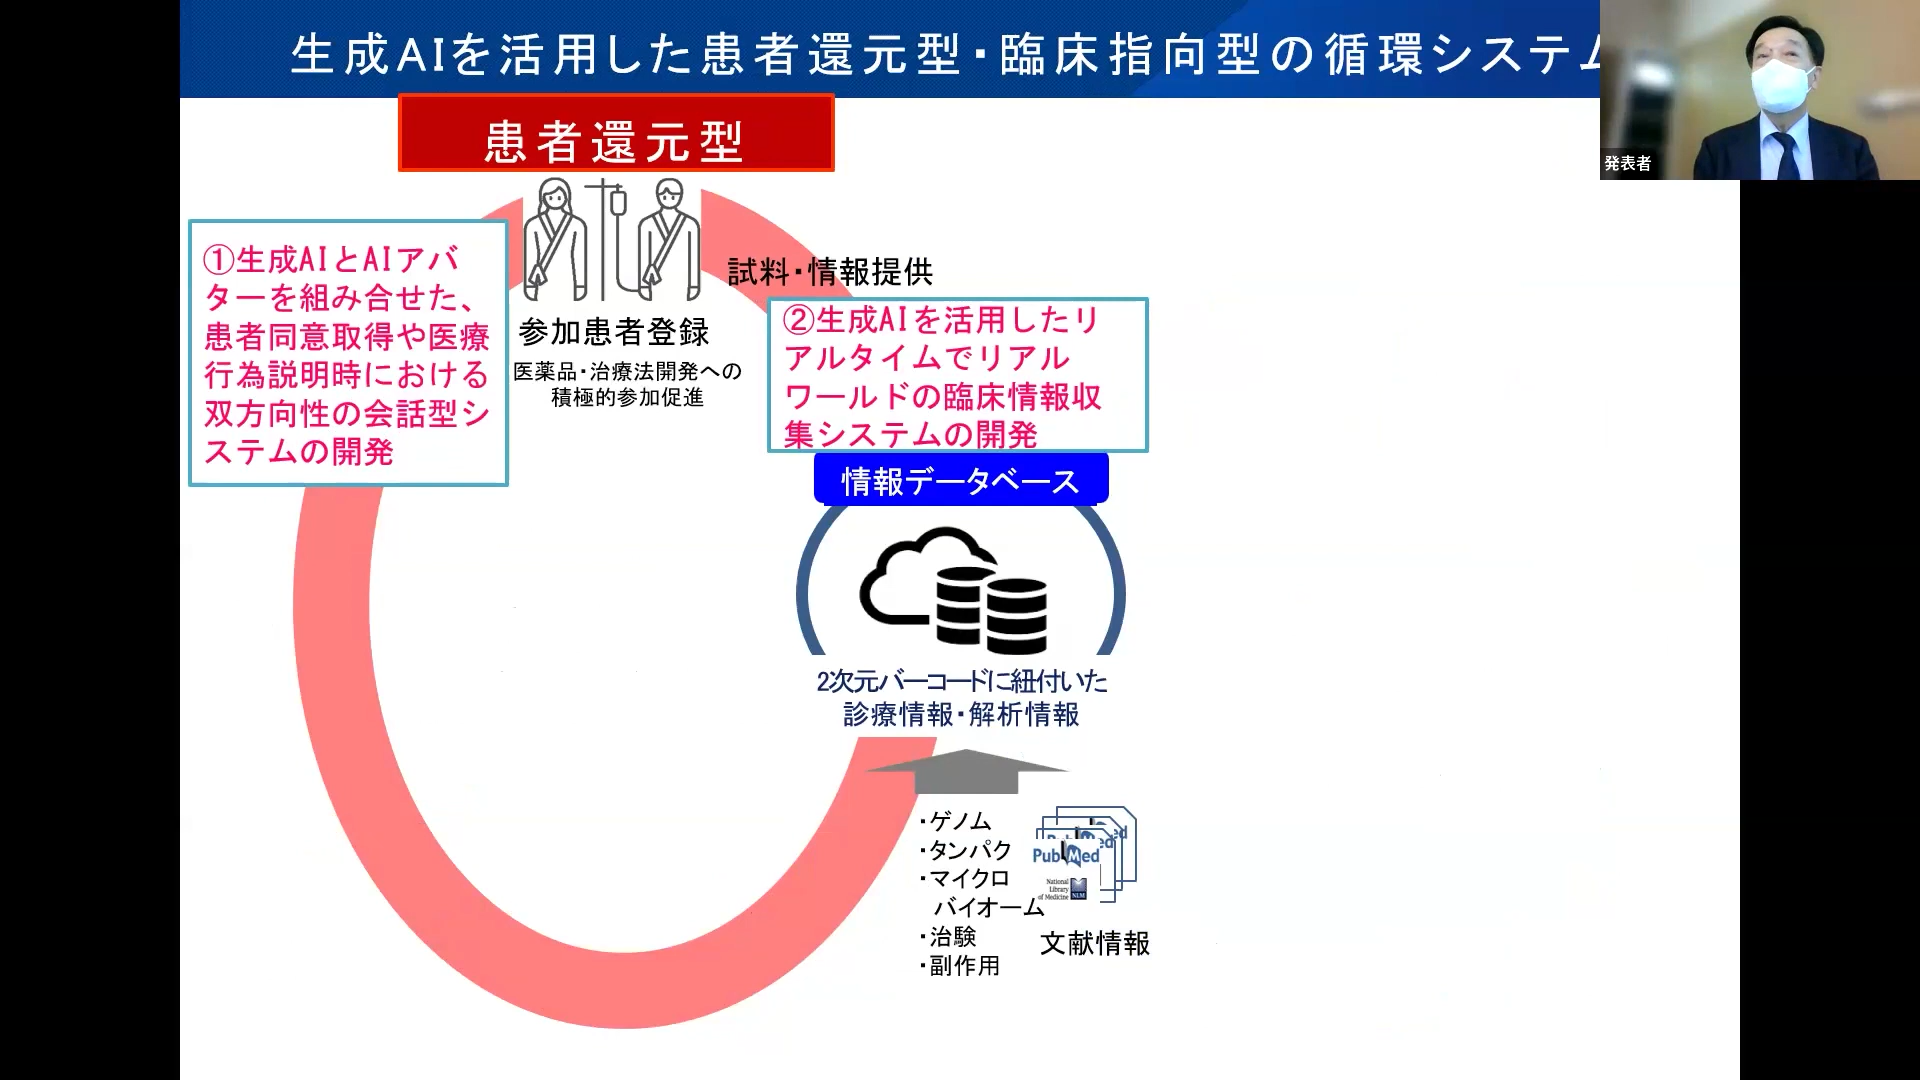 生成AIを活用した患者還元型・臨床指向型の循環システム
発表者
患者還元型
①生成AIとAIアバ
ターを組み合せた、
患者同意取得や医療
行為説明時における
双方向性の会話型シ
ステムの開発
試料・情報提供
参加患者登録
医薬品・治療法開発への
積極的参加促進
②生成AIを活用したリ
アルタイムでリアル
ワールドの臨床情報収
集システムの開発
情報データベース
2次元バーコードに紐付いた
診療情報・解析情報
・ゲノム
・タンパク
・マイクロ
バイオーム
・治験
・副作用
PubMed
National
Library
of Medicine
NLM
文献情報